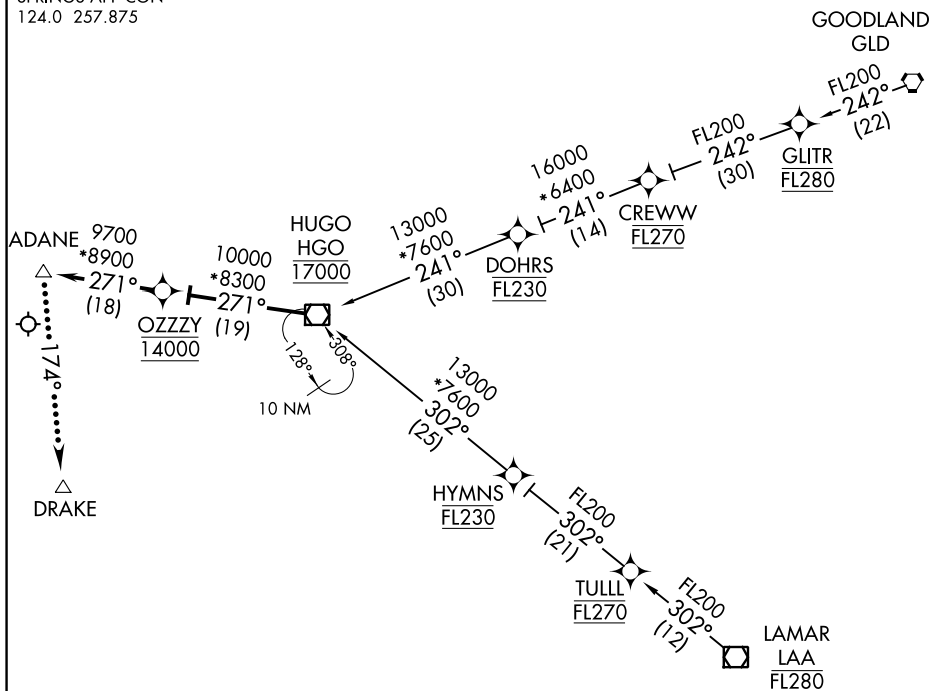 124.0 257.875
GOODLAND
GLD
FL200
242°
(22)
GLITR
FL280
FL200
242°
(30)
CREWW
FL270
16000
*6400
241°
(14)
DOHRS
FL230
13000
*7600
241°
(30)
HUGO
HGO
17000
10000
*8300
271°
(19)
OZZZY
14000
9700
*8900
271°
(18)
ADANE
174°
DRAKE
128°
308°
10 NM
13000
*7600
302°
(25)
HYMNS
FL230
FL200
302°
(21)
TULLL
FL270
FL200
302°
(12)
LAMAR
LAA
FL280